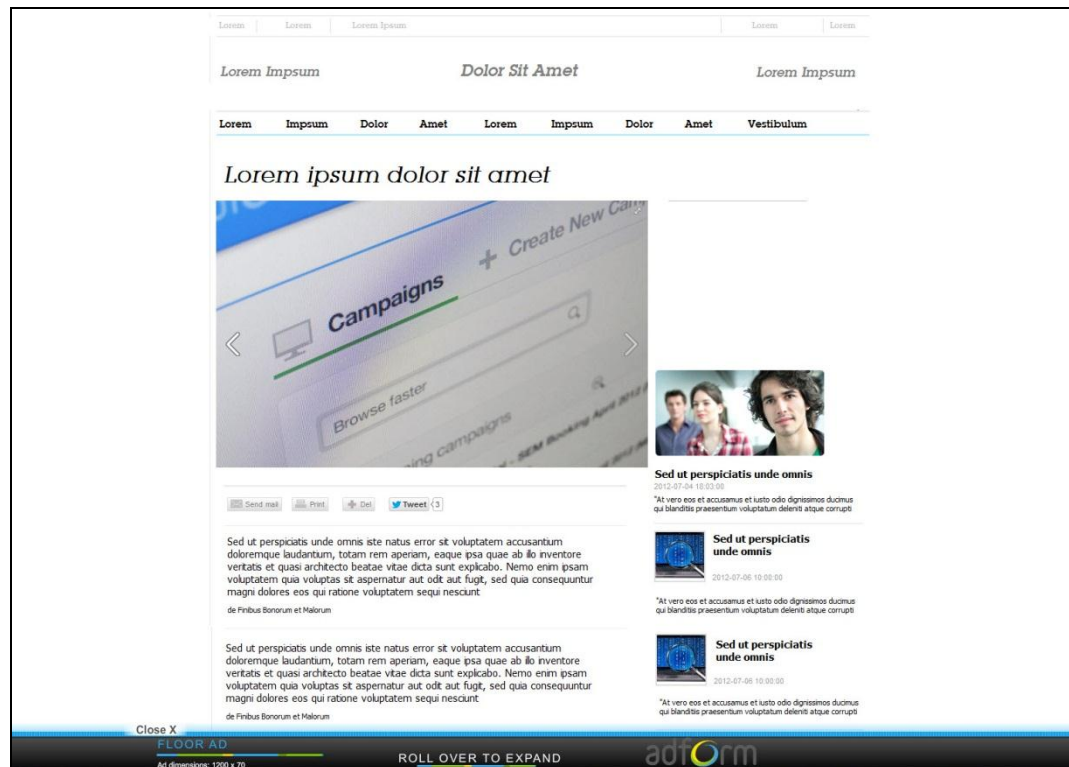 Lorem Lorem Lorem Ipsum Lorem Lorem
Lorem Impsum Dolor Sit Amet Lorem Impsum
Lorem Impsum Dolor Amet Lorem Impsum Dolor Amet Vestibulum
Lorem ipsum dolor sit amet
Create New
Campaigns
Browse faster
campaigns
SEM Booking April 2012
Send mail Print Del Tweet 3
Sed ut perspiciatis unde omnis iste natus error sit voluptatem accusantium
doloremque laudantium, totam rem aperiam, eaque ipsa quae ab illo inventore
veritatis et quasi architecto beatae vitae dicta sunt explicabo. Nemo enim ipsam
voluptatem quia voluptas sit aspernatur aut odit aut fugit, sed quia consequuntur
magni dolores eos qui ratione voluptatem sequi nesciunt
de Finibus Bonorum et Malorum
Sed ut perspiciatis unde omnis iste natus error sit voluptatem accusantium
doloremque laudantium, totam rem aperiam, eaque ipsa quae ab illo inventore
veritatis et quasi architecto beatae vitae dicta sunt explicabo. Nemo enim ipsam
voluptatem quia voluptas sit aspernatur aut odit aut fugit, sed quia consequuntur
magni dolores eos qui ratione voluptatem sequi nesciunt
de Finibus Bonorum et Malorum
Sed ut perspiciatis unde omnis
2012-07-04 18:03:00
"At vero eos et accusamus et iusto odio dignissimos ducimus
qui blanditiis praesentium voluptatum deleniti atque corrupti
Sed ut perspiciatis
unde omnis
2012-07-06 10:00:00
"At vero eos et accusamus et iusto odio dignissimos ducimus
qui blanditiis praesentium voluptatum deleniti atque corrupti
Sed ut perspiciatis
unde omnis
2012-07-06 10:00:00
"At vero eos et accusamus et iusto odio dignissimos ducimus
qui blanditiis praesentium voluptatum deleniti atque corrupti
Close X
FLOOR AD
Ad dimensions: 1200 x 70
ROLL OVER TO EXPAND
adform